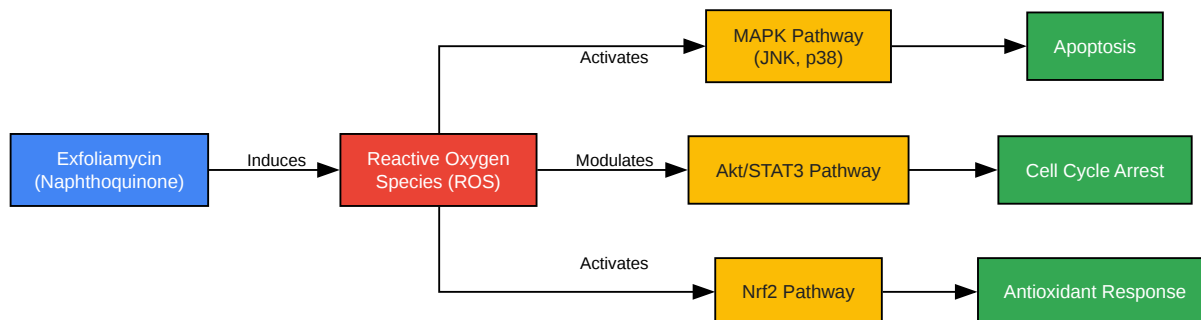 MAPK Pathway
(JNK, p38)
Activates
Apoptosis
Exfoliamycin
(Naphthoquinone)
Induces
Reactive Oxygen
Species (ROS)
Modulates
Akt/STAT3 Pathway
Cell Cycle Arrest
Activates
Nrf2 Pathway
Antioxidant Response